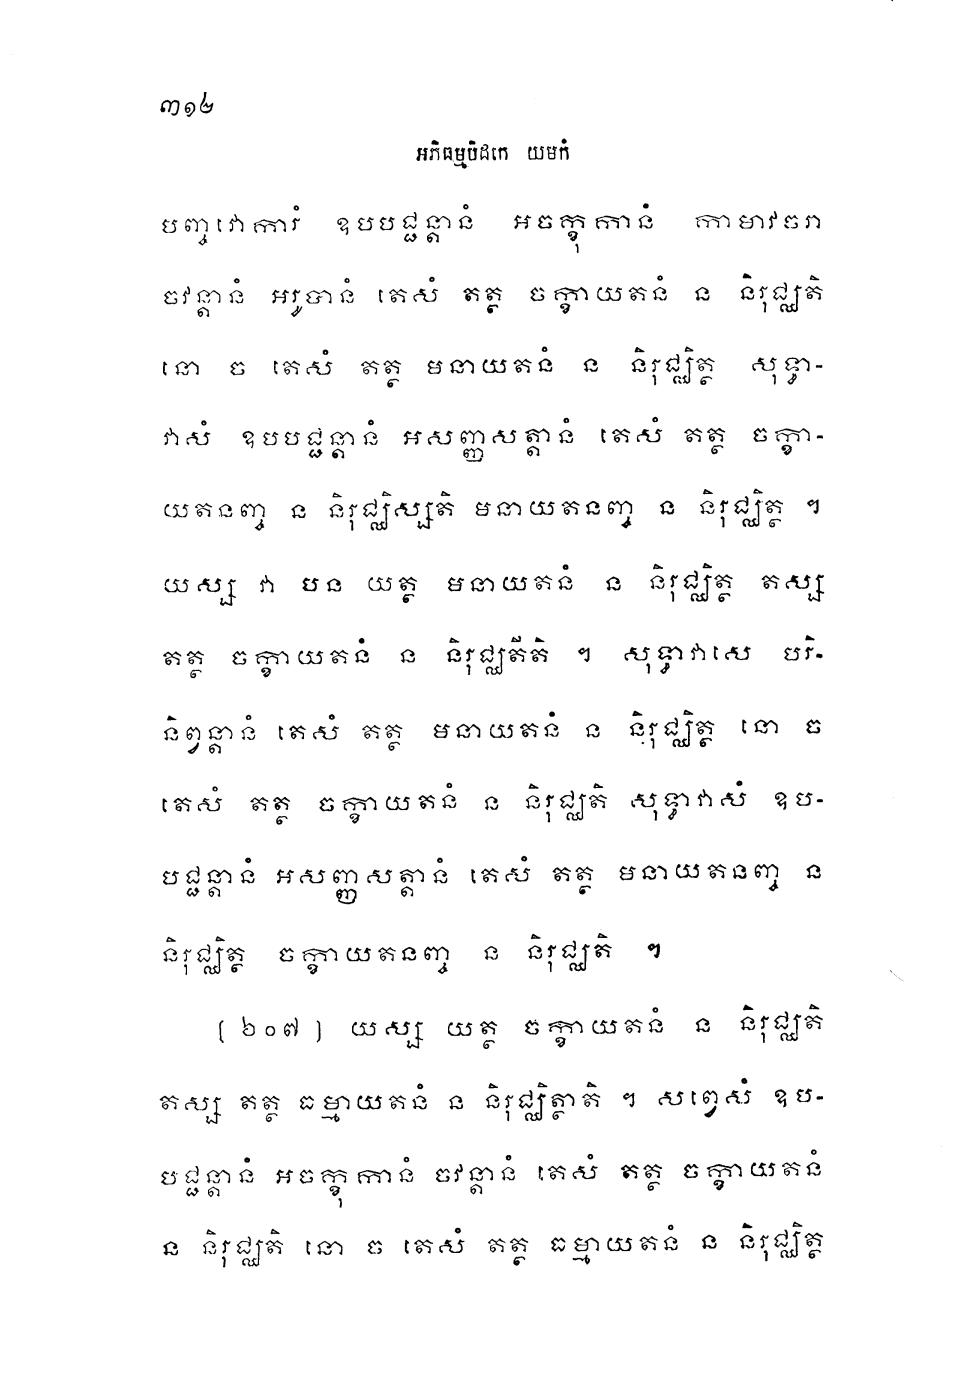 ៣១៤
អភិធម្មបិដកេ យមកំ
បញ្ចវោការំ ឧបបជ្ជន្តានំ អចក្ខុកានំ កាមាវចរា
ចវន្តានំ អរូបានំ តេសំ តត្ថ ចក្ខាយតនំ ន និរុជ្ឈតិ
នោ ច តេសំ តត្ថ មនាយតនំ ន និរុជ្ឈិត្ថ សុទ្ធា-
វាសំ ឧបបជ្ជន្តានំ អសញ្ញសត្តានំ តេសំ តត្ថ ចក្ខា-
យតនញ្ច ន និរុជ្ឈិស្សតិ មនាយតនញ្ច ន និរុជ្ឈិត្ថ ។
យស្ស វា បន យត្ថ មនាយតនំ ន និរុជ្ឈិត្ថ តស្ស
តត្ថ ចក្ខាយតនំ ន និរុជ្ឈតីតិ ។ សុទ្ធាវាសេ បរិ-
និព្វន្តានំ តេសំ តត្ថ មនាយតនំ ន និរុជ្ឈិត្ថ នោ ច
តេសំ តត្ថ ចក្ខាយតនំ ន និរុជ្ឈតិ សុទ្ធាវាសំ ឧប-
បជ្ជន្តានំ អសញ្ញសត្តានំ តេសំ តត្ថ មនាយតនញ្ច ន
និរុជ្ឈិត្ថ ចក្ខាយតនញ្ច ន និរុជ្ឈតិ ។
[ ៦០៧ ] យស្ស យត្ថ ចក្ខាយតនំ ន និរុជ្ឈតិ
តស្ស តត្ថ ធម្មាយតនំ ន និរុជ្ឈិត្ថាតិ ។ សព្វេសំ ឧប-
បជ្ជន្តានំ អចក្ខុកានំ ចវន្តានំ តេសំ តត្ថ ចក្ខាយតនំ
ន និរុជ្ឈតិ នោ ច តេសំ តត្ថ ធម្មាយតនំ ន និរុជ្ឈិត្ថ